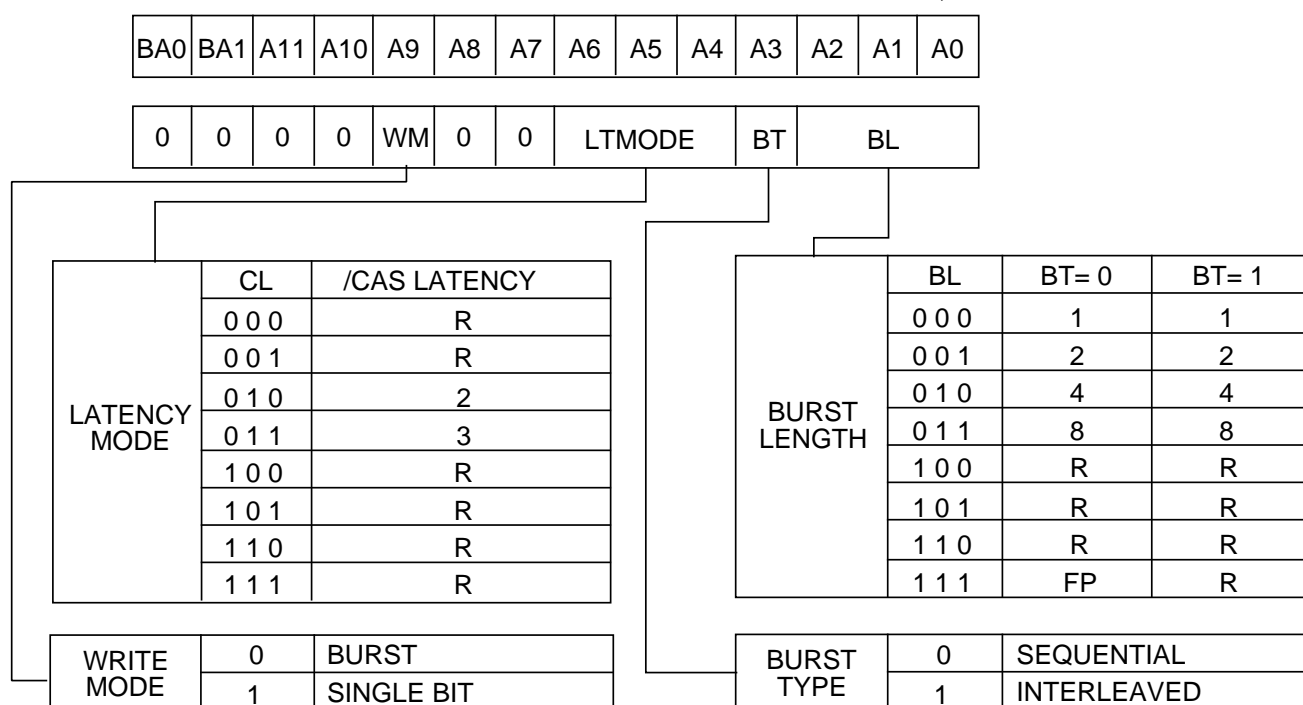 BA0 BA1 A11 A10 A9 A8 A7 A6 A5 A4 A3 A2 A1 A0
0 0 0 0 WM 0 0 LTMODE BT BL
LATENCY
MODE
CL /CAS LATENCY
0 0 0 R
0 0 1 R
0 1 0 2
0 1 1 3
1 0 0 R
1 0 1 R
1 1 0 R
1 1 1 R
BURST
LENGTH
BL BT= 0 BT= 1
0 0 0 1 1
0 0 1 2 2
0 1 0 4 4
0 1 1 8 8
1 0 0 R R
1 0 1 R R
1 1 0 R R
1 1 1 FP R
WRITE
MODE
0 BURST
1 SINGLE BIT
BURST
TYPE
0 SEQUENTIAL
1 INTERLEAVED